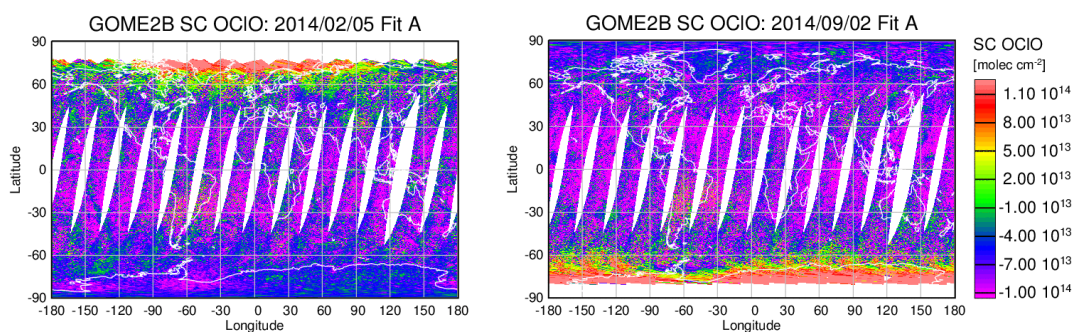 GOME2B SC OClO: 2014/02/05 Fit A
90
60
30
0
-30
-60
-90
Latitude
-180 -150 -120 -90 -60 -30 0 30 60 90 120 150 180
Longitude
GOME2B SC OClO: 2014/09/02 Fit A
90
60
30
0
-30
-60
-90
Latitude
-180 -150 -120 -90 -60 -30 0 30 60 90 120 150 180
Longitude
SC OClO
[molec cm⁻²]
1.10 10¹⁴
8.00 10¹³
5.00 10¹³
2.00 10¹³
-1.00 10¹³
-4.00 10¹³
-7.00 10¹³
-1.00 10¹⁴